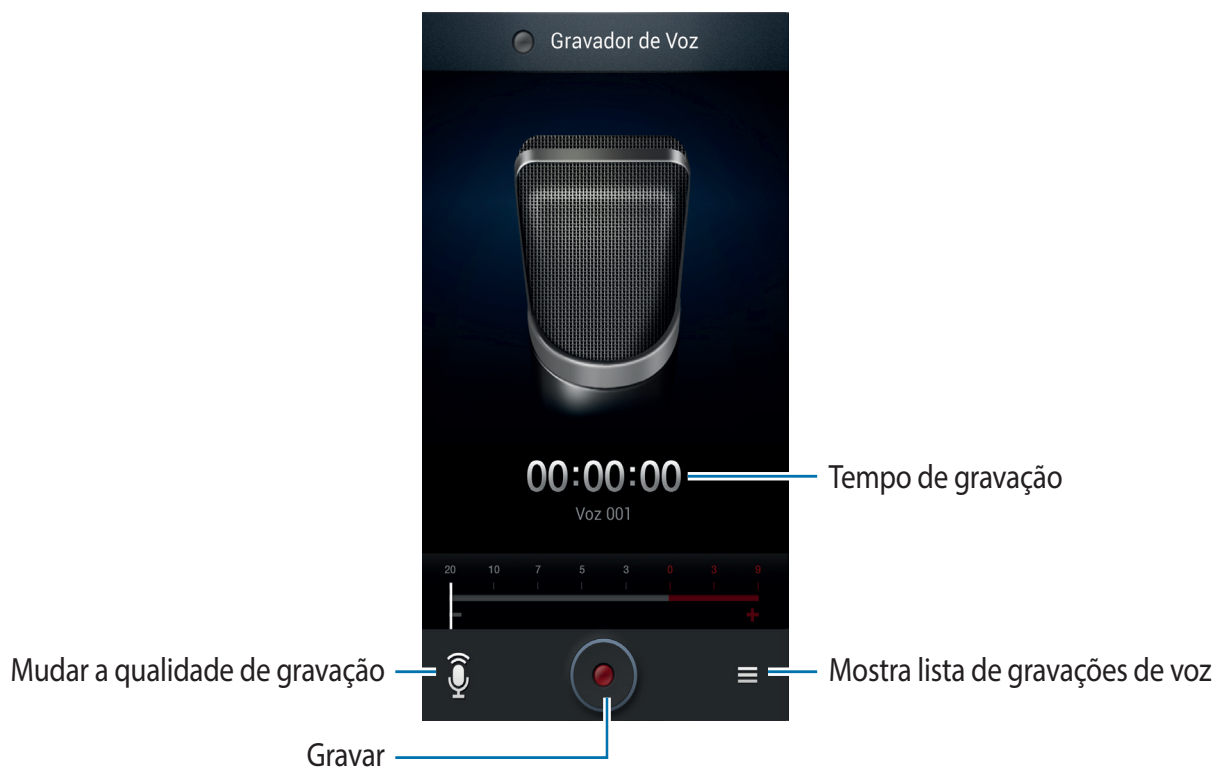 Gravador de Voz
00:00:00
Tempo de gravação
Voz 001
20 10 7 5 3 0 3 9
− +
Mudar a qualidade de gravação
Mostra lista de gravações de voz
Gravar